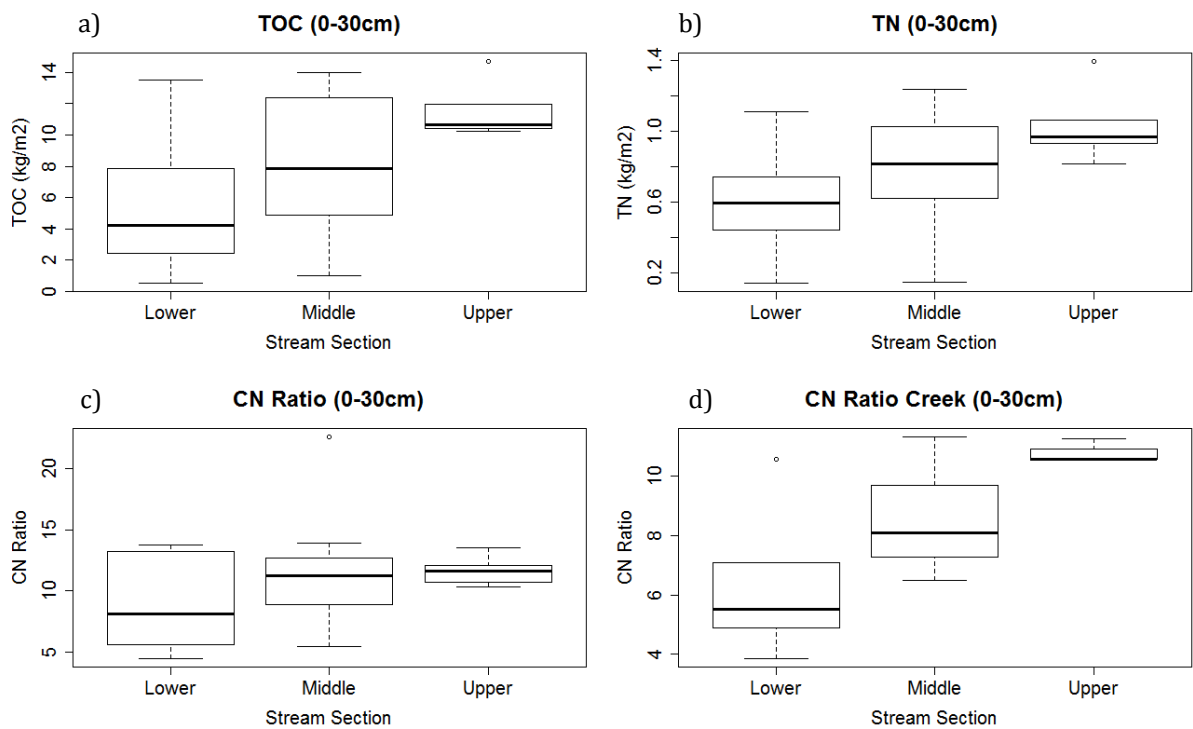 a)
TOC (0-30cm)
TOC (kg/m2)
14
10
8
6
4
2
0
Lower Middle Upper
Stream Section
b)
TN (0-30cm)
TN (kg/m2)
1.4
1.0
0.6
0.2
Lower Middle Upper
Stream Section
c)
CN Ratio (0-30cm)
CN Ratio
20
15
10
5
Lower Middle Upper
Stream Section
d)
CN Ratio Creek (0-30cm)
CN Ratio
10
8
6
4
Lower Middle Upper
Stream Section